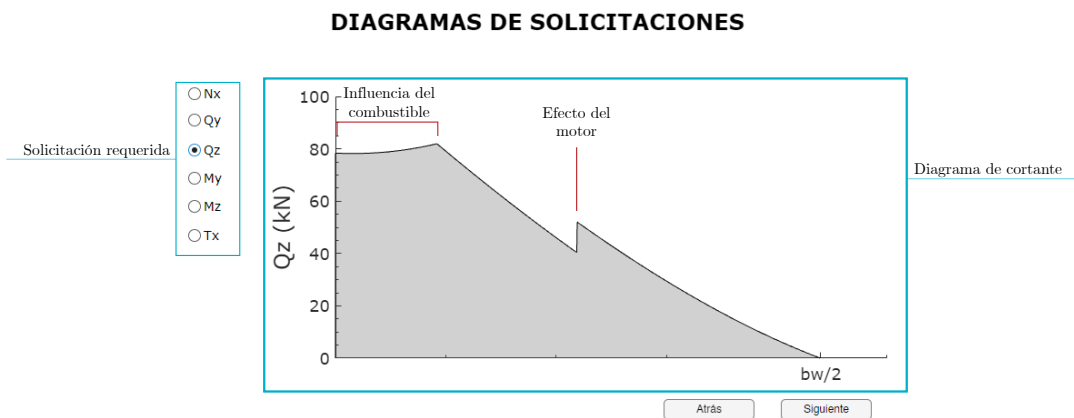 DIAGRAMAS DE SOLICITACIONES
Solicitación requerida
Nx
Qy
Qz
My
Mz
Tx
Influencia del
combustible
Efecto del
motor
Diagrama de cortante
Qz (kN)
100
80
60
40
20
0
bw/2
Atrás
Siguiente